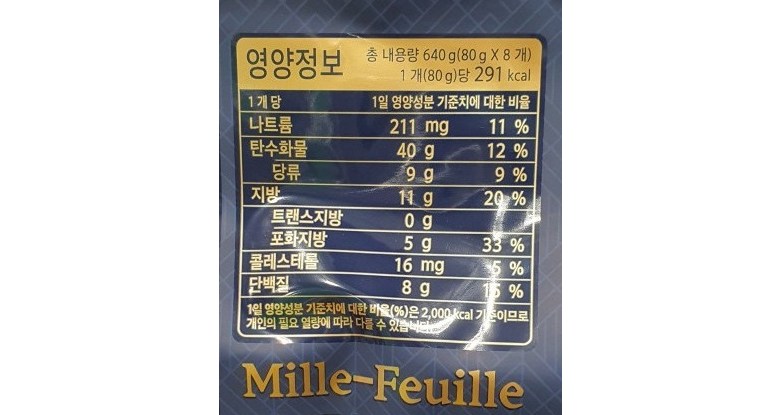 영양정보
총 내용량 640 g(80 g X 8 개)
1 개(80 g)당 291 kcal
1 개 당 1일 영양성분 기준치에 대한 비율
나트륨 211 mg 11 %
탄수화물 40 g 12 %
당류 9 g 9 %
지방 11 g 20 %
트랜스지방 0 g
포화지방 5 g 33 %
콜레스테롤 16 mg 5 %
단백질 8 g 15 %
1일 영양성분 기준치에 대한 비율(%)은 2,000 kcal 기준이므로
개인의 필요 열량에 따라 다를 수 있습니다.
Mille-Feuille